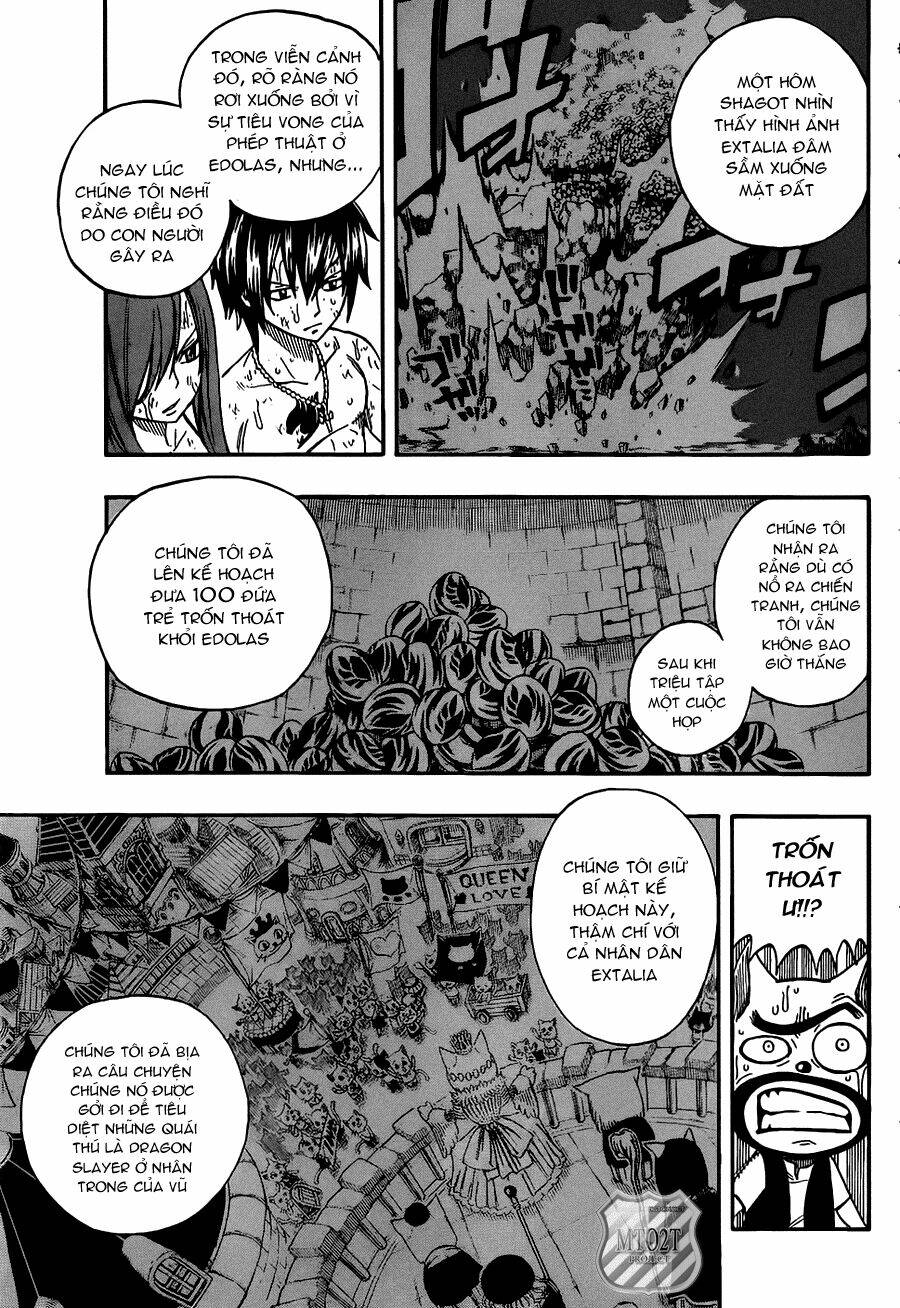 MỘT HÔM
SHAGOT NHÌN
THẤY HÌNH ẢNH
EXTALIA ĐÂM
SẦM XUỐNG
MẶT ĐẤT
TRONG VIỄN CẢNH
ĐÓ, RÕ RÀNG NÓ
RƠI XUỐNG BỞI VÌ
SỰ TIÊU VONG CỦA
PHÉP THUẬT Ở
EDOLAS, NHƯNG...
NGAY LÚC
CHÚNG TÔI NGHĨ
RẰNG ĐIỀU ĐÓ
DO CON NGƯỜI
GÂY RA
CHÚNG TÔI
NHẬN RA
RẰNG DÙ CÓ
NỔ RA CHIẾN
TRANH, CHÚNG
TÔI VẪN
KHÔNG BAO
GIỜ THẮNG
SAU KHI
TRIỆU TẬP
MỘT CUỘC
HỌP
CHÚNG TÔI ĐÃ
LÊN KẾ HOẠCH
ĐƯA 100 ĐỨA
TRẺ TRỐN THOÁT
KHỎI EDOLAS
TRỐN
THOÁT
Ư!!?
CHÚNG TÔI GIỮ
BÍ MẬT KẾ
HOẠCH NÀY,
THẬM CHÍ VỚI
CẢ NHÂN DÂN
EXTALIA
QUEEN
LOVE
CHÚNG TÔI ĐÃ BỊA
RA CÂU CHUYỆN
CHÚNG NÓ ĐƯỢC
GỞI ĐI ĐỂ TIÊU
DIỆT NHỮNG QUÁI
THÚ LÀ DRAGON
SLAYER Ở NHÂN
TRONG CỦA VŨ
MT02T
PROJECT